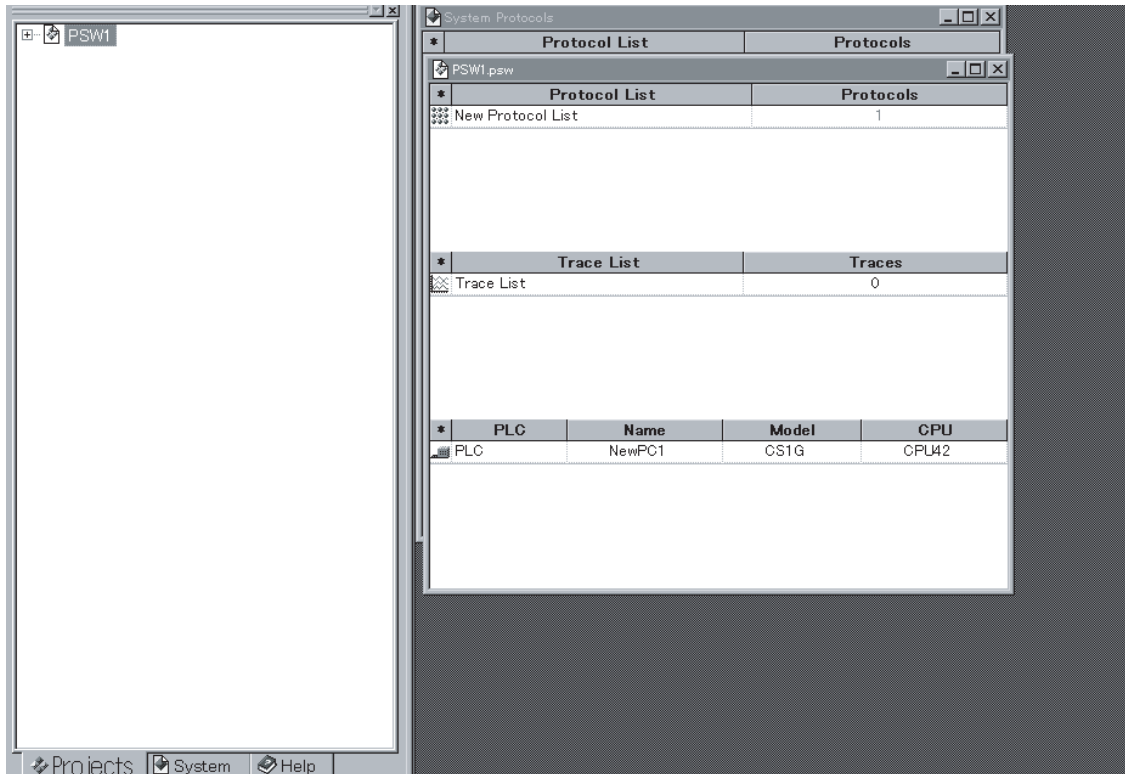 PSW1
System Protocols
* Protocol List Protocols
PSW1.psw
* Protocol List Protocols
New Protocol List 1
* Trace List Traces
Trace List 0
* PLC Name Model CPU
PLC NewPC1 CS1G CPU42
Projects System Help